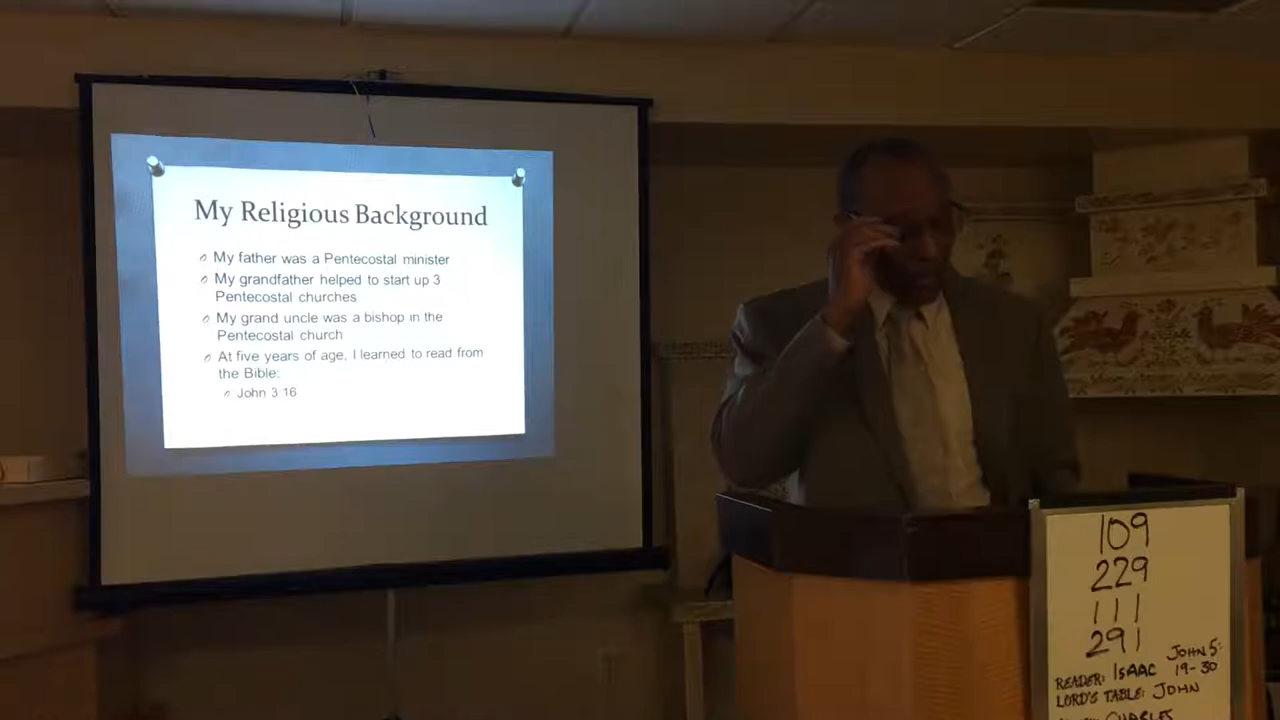 My Religious Background
My father was a Pentecostal minister
My grandfather helped to start up 3
Pentecostal churches
My grand uncle was a bishop in the
Pentecostal church
At five years of age, I learned to read from
the Bible:
John 3 16
109
229
111
291
JOHN 5:
READER: ISAAC 19-30
LORD'S TABLE: JOHN
CHARLES